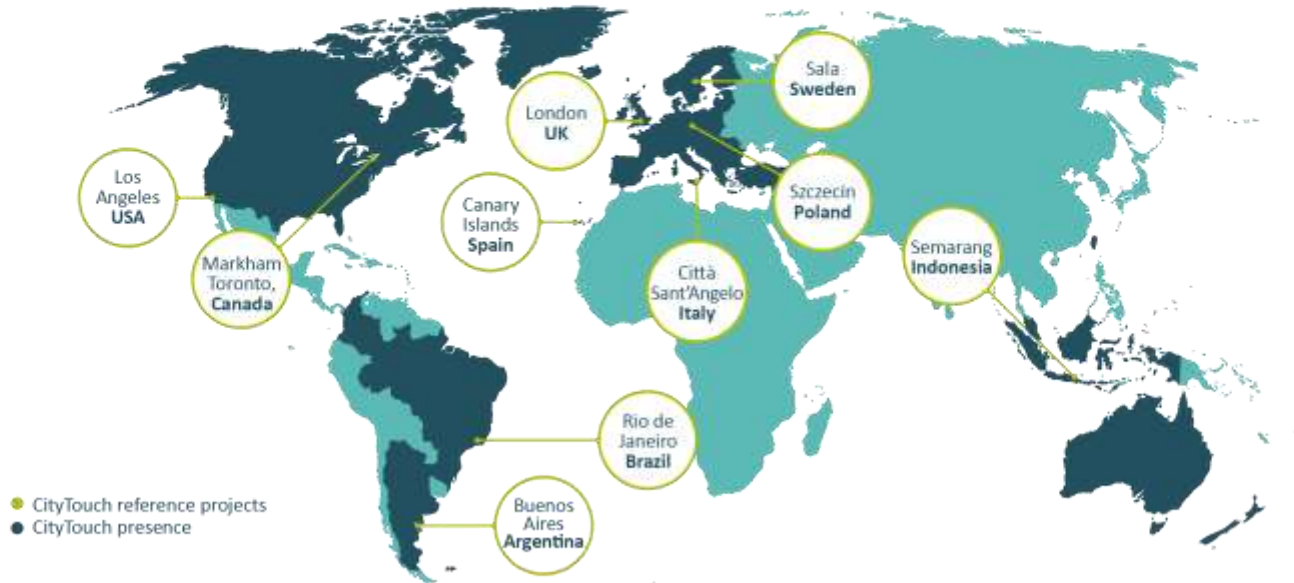 Sala
Sweden
London
UK
Los
Angeles
USA
Canary
Islands
Spain
Szczecin
Poland
Markham
Toronto,
Canada
Città
Sant'Angelo
Italy
Semarang
Indonesia
Rio de
Janeiro
Brazil
Buenos
Aires
Argentina
CityTouch reference projects
CityTouch presence